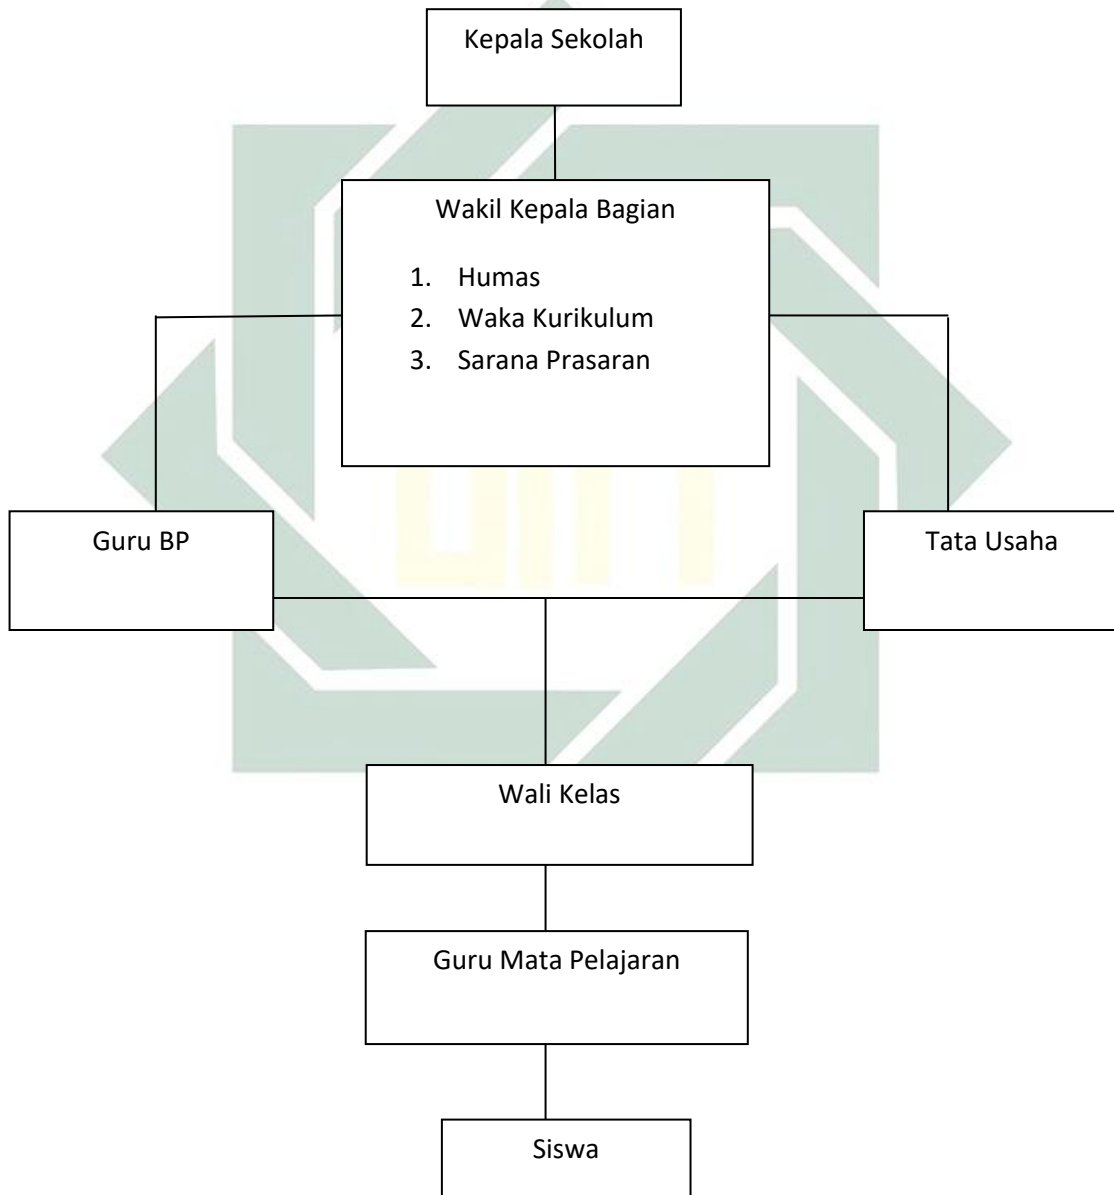 Kepala Sekolah
Wakil Kepala Bagian
1. Humas
2. Waka Kurikulum
3. Sarana Prasaran
Guru BP
Tata Usaha
Wali Kelas
Guru Mata Pelajaran
Siswa